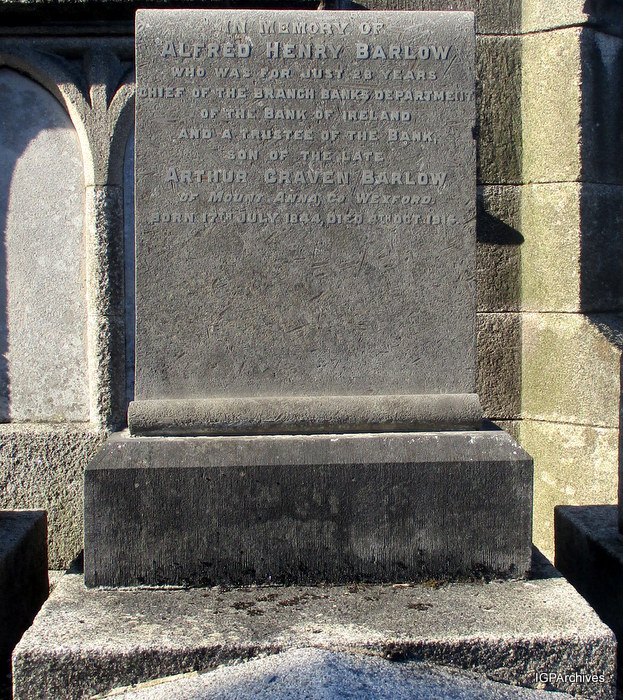 IN MEMORY OF
ALFRED HENRY BARLOW
WHO WAS FOR JUST 28 YEARS
CHIEF OF THE BRANCH BANKS DEPARTMENT
OF THE BANK OF IRELAND
AND A TRUSTEE OF THE BANK,
SON OF THE LATE
ARTHUR CRAVEN BARLOW
OF MOUNT ANNA, CO WEXFORD.
BORN 17TH JULY 1844, DIED OCT 1916.
IGPArchives